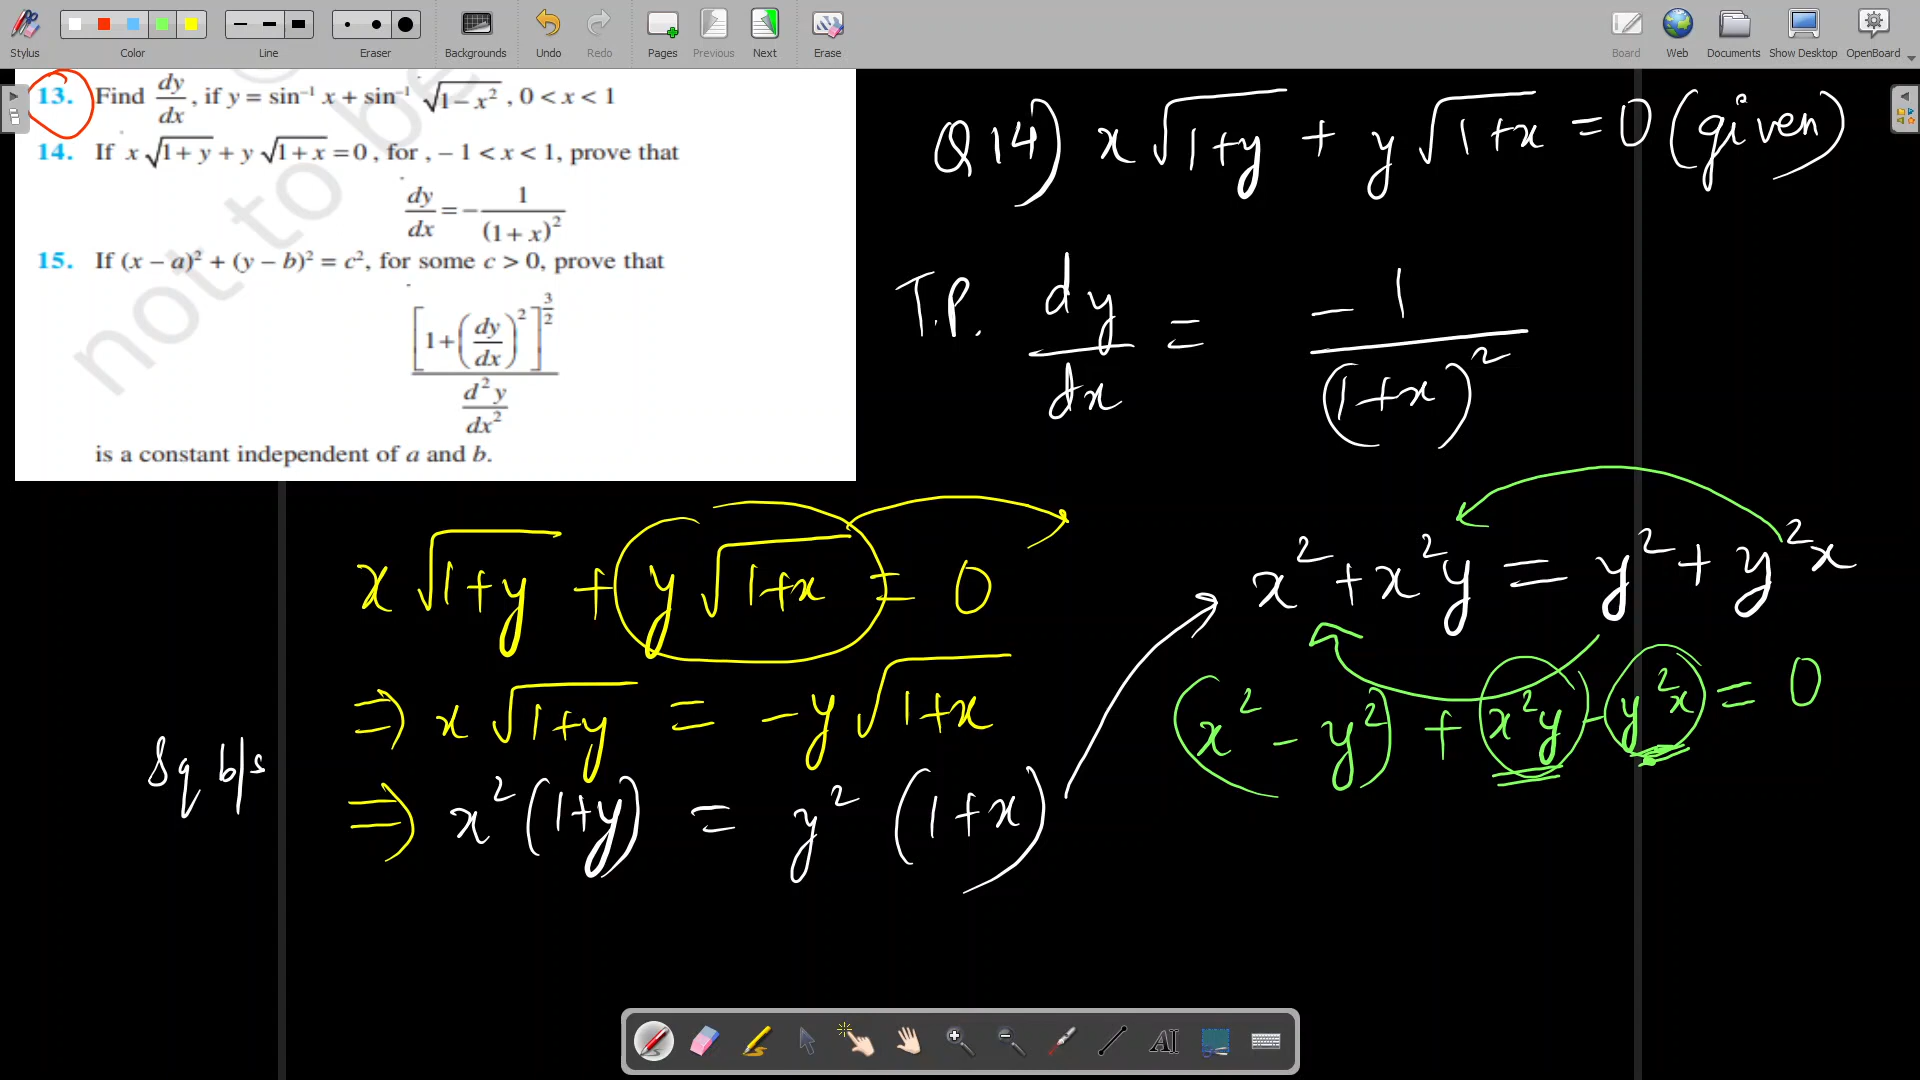 Stylus Color Line Eraser Backgrounds Undo Redo Pages Previous Next Erase Board Web Documents Show Desktop OpenBoard
13. Find dy/dx, if y = sin⁻¹ x + sin⁻¹ √(1 – x²), 0 < x < 1
14. If x √(1 + y) + y √(1 + x) = 0, for, – 1 < x < 1, prove that
dy/dx = – 1/(1 + x)²
15. If (x – a)² + (y – b)² = c², for some c > 0, prove that
[1 + (dy/dx)²]^(3/2) / (d²y/dx²)
is a constant independent of a and b.
not to be
Q 14) x √(1+y) + y √(1+x) = 0 (given)
T.P. dy/dx = –1/(1+x)²
x √(1+y) + y √(1+x) = 0
⇒ x √(1+y) = –y √(1+x)
Sq b/s
⇒ x² (1+y) = y² (1+x)
x² + x²y = y² + y²x
(x² – y²) + x²y – y²x = 0
AI